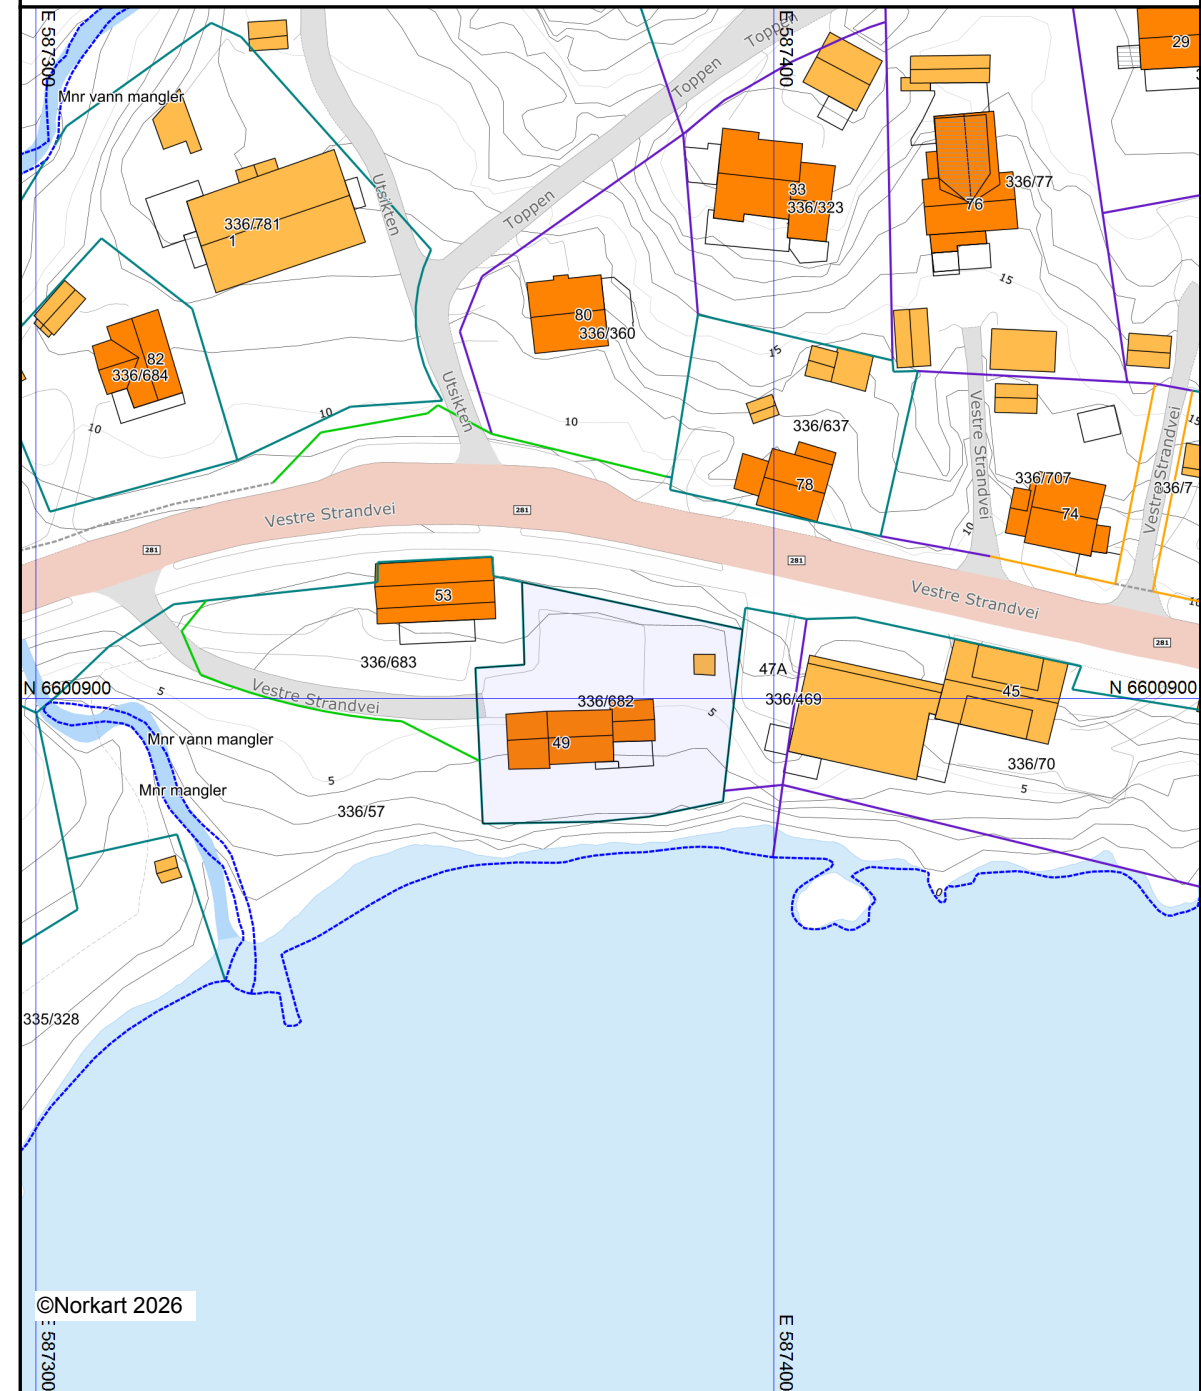 E 587300
E 587400
Toppen
29
Mnr vann mangler
Toppen
336/77
33
336/323
76
Utsikten
Toppen
336/781
1
15
80
336/360
15
82
336/684
10
10
Utsikten
10
336/637
Vestre Strandvei
Vestre Strandvei
15
78
336/707
336/7
74
Vestre Strandvei
281
10
281
281
Vestre Strandvei
10
53
281
336/683
47A
N 6600900
5
Vestre Strandvei
336/682
336/469
45
N 6600900
5
Mnr vann mangler
49
336/70
5
Mnr mangler
5
336/57
0
335/328
©Norkart 2026
E 587300
E 587400